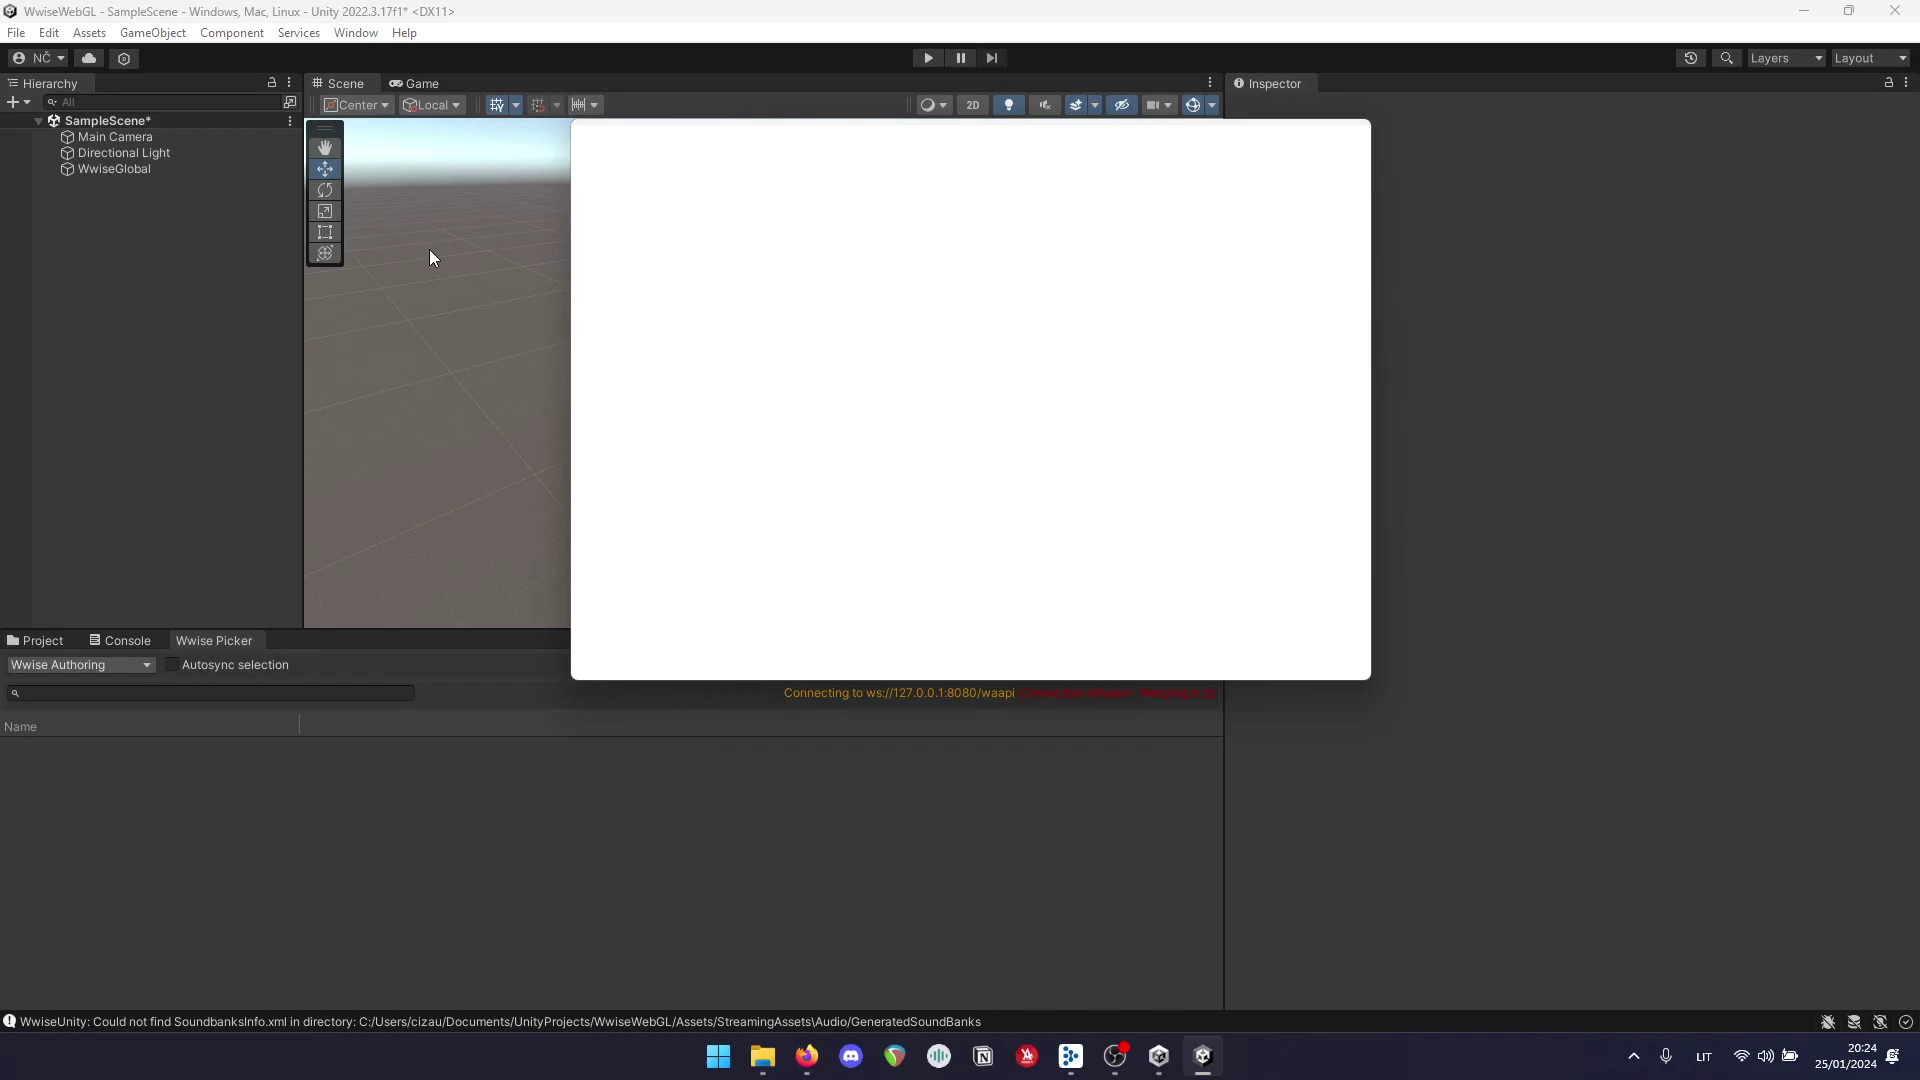 WwiseWebGL - SampleScene - Windows, Mac, Linux - Unity 2022.3.17f1* <DX11>
File Edit Assets GameObject Component Services Window Help
NČ Layers Layout
Hierarchy Scene Game Inspector
All Center Local 2D
SampleScene*
Main Camera
Directional Light
WwiseGlobal
Project Console Wwise Picker
Wwise Authoring Autosync selection
Connecting to ws://127.0.0.1:8080/waapi
Name
WwiseUnity: Could not find SoundbanksInfo.xml in directory: C:/Users/cizau/Documents/UnityProjects/WwiseWebGL/Assets/StreamingAssets\Audio/GeneratedSoundBanks
LIT 20:24
25/01/2024